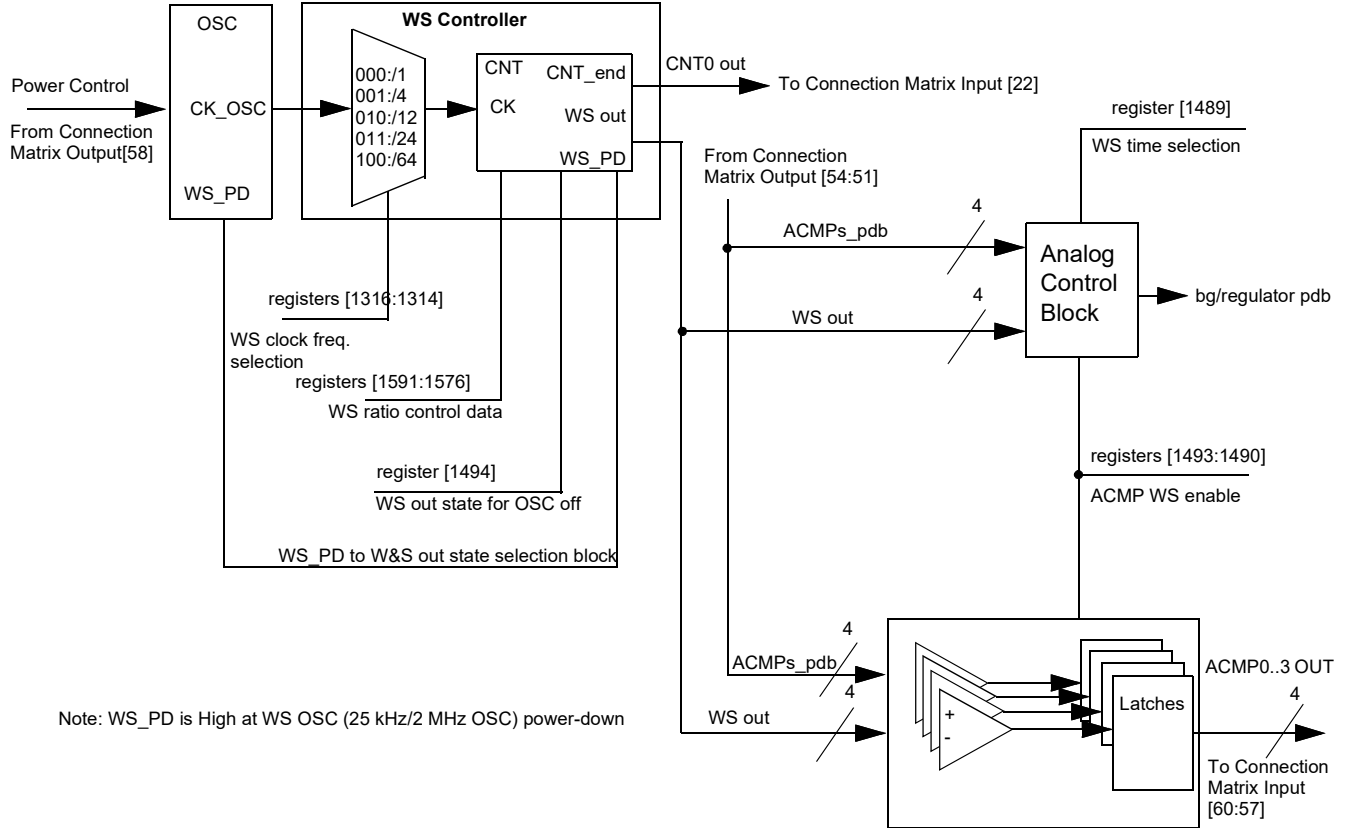 WS Controller
OSC
CK_OSC
WS_PD
Power Control
From Connection
Matrix Output[58]
000:/1
001:/4
010:/12
011:/24
100:/64
CNT
CK
CNT_end
WS out
WS_PD
CNT0 out
To Connection Matrix Input [22]
register [1489]
WS time selection
From Connection
Matrix Output [54:51]
4
ACMPs_pdb
4
WS out
Analog
Control
Block
bg/regulator pdb
registers [1316:1314]
WS clock freq.
selection
registers [1591:1576]
WS ratio control data
register [1494]
WS out state for OSC off
WS_PD to W&S out state selection block
registers [1493:1490]
ACMP WS enable
4
ACMPs_pdb
4
WS out
+
-
Latches
ACMP0..3 OUT
4
To Connection
Matrix Input
[60:57]
Note: WS_PD is High at WS OSC (25 kHz/2 MHz OSC) power-down